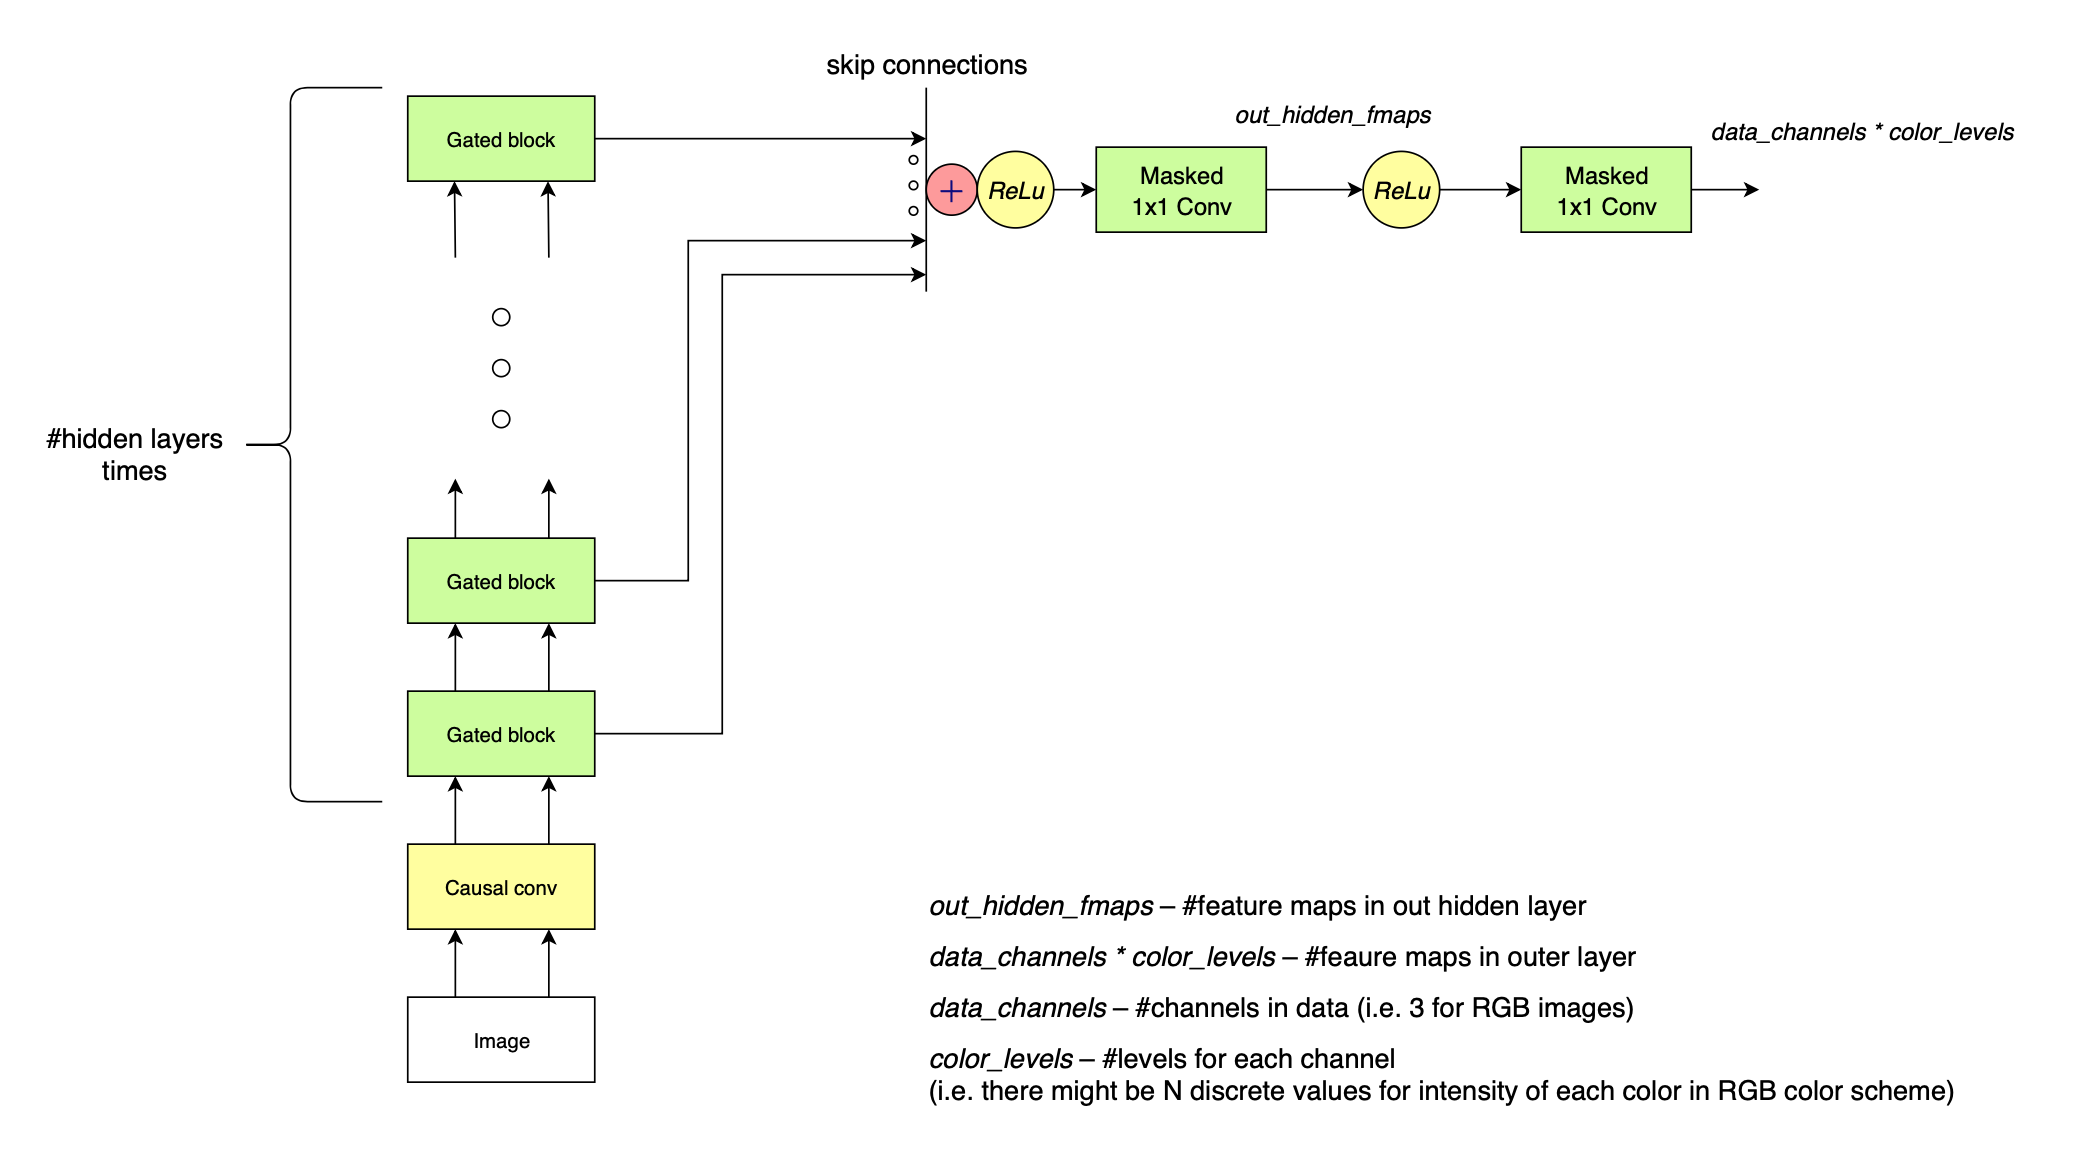 skip connections
Gated block
+
ReLu
Masked
1x1 Conv
out_hidden_fmaps
ReLu
Masked
1x1 Conv
data_channels * color_levels
#hidden layers
times
Gated block
Gated block
Causal conv
Image
out_hidden_fmaps – #feature maps in out hidden layer
data_channels * color_levels – #feaure maps in outer layer
data_channels – #channels in data (i.e. 3 for RGB images)
color_levels – #levels for each channel
(i.e. there might be N discrete values for intensity of each color in RGB color scheme)